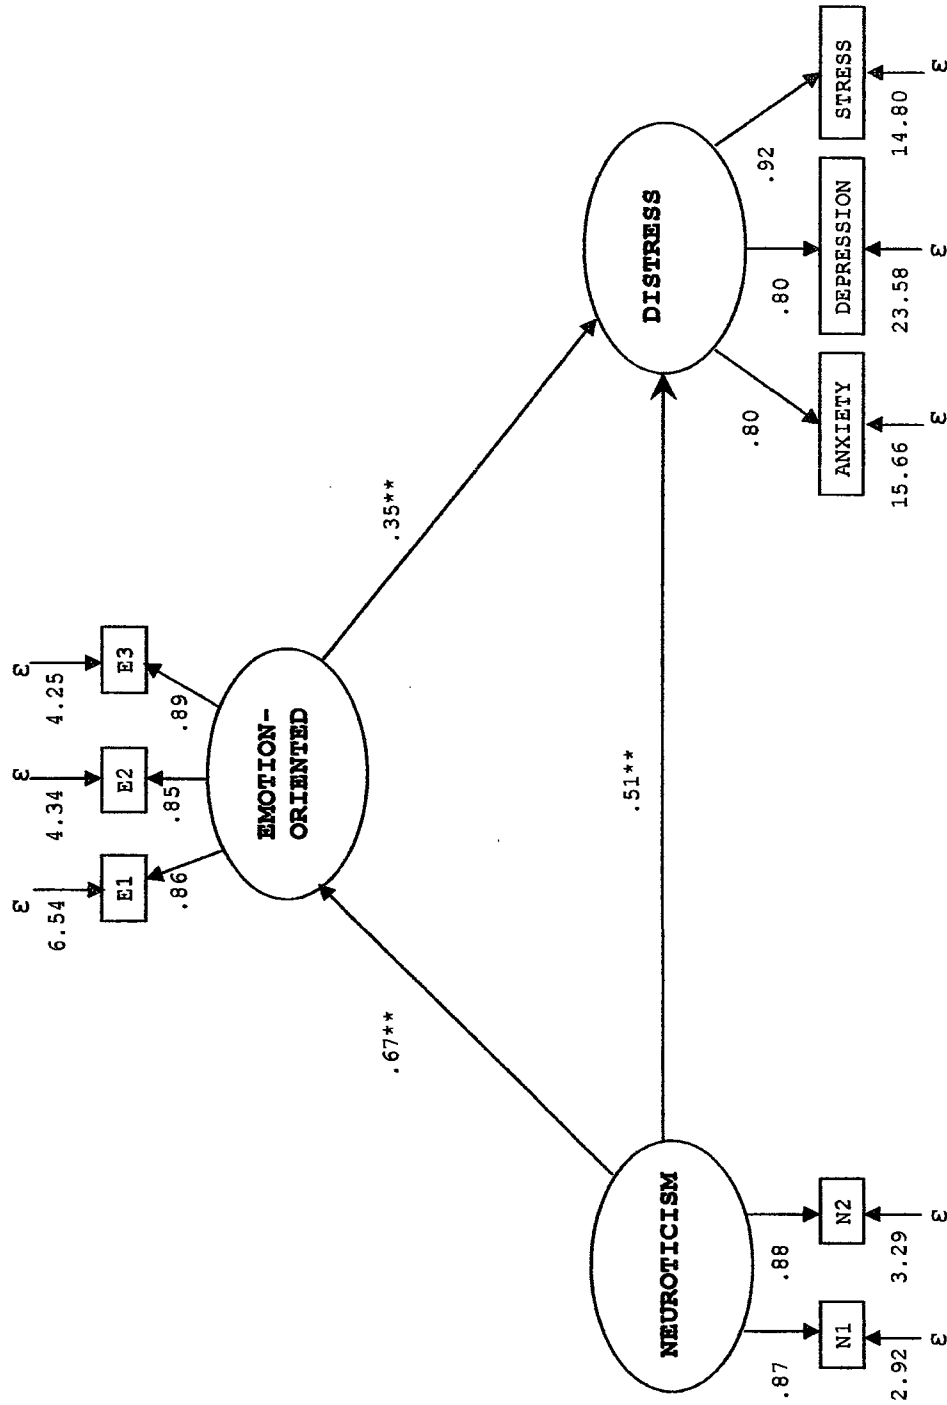 ε ε ε
6.54 4.34 4.25
E1 E2 E3
.86 .85 .89
EMOTION-
ORIENTED
.67** .35**
.51**
NEUROTICISM DISTRESS
.87 .88 .80 .80 .92
N1 N2 ANXIETY DEPRESSION STRESS
2.92 3.29 15.66 23.58 14.80
ε ε ε ε ε